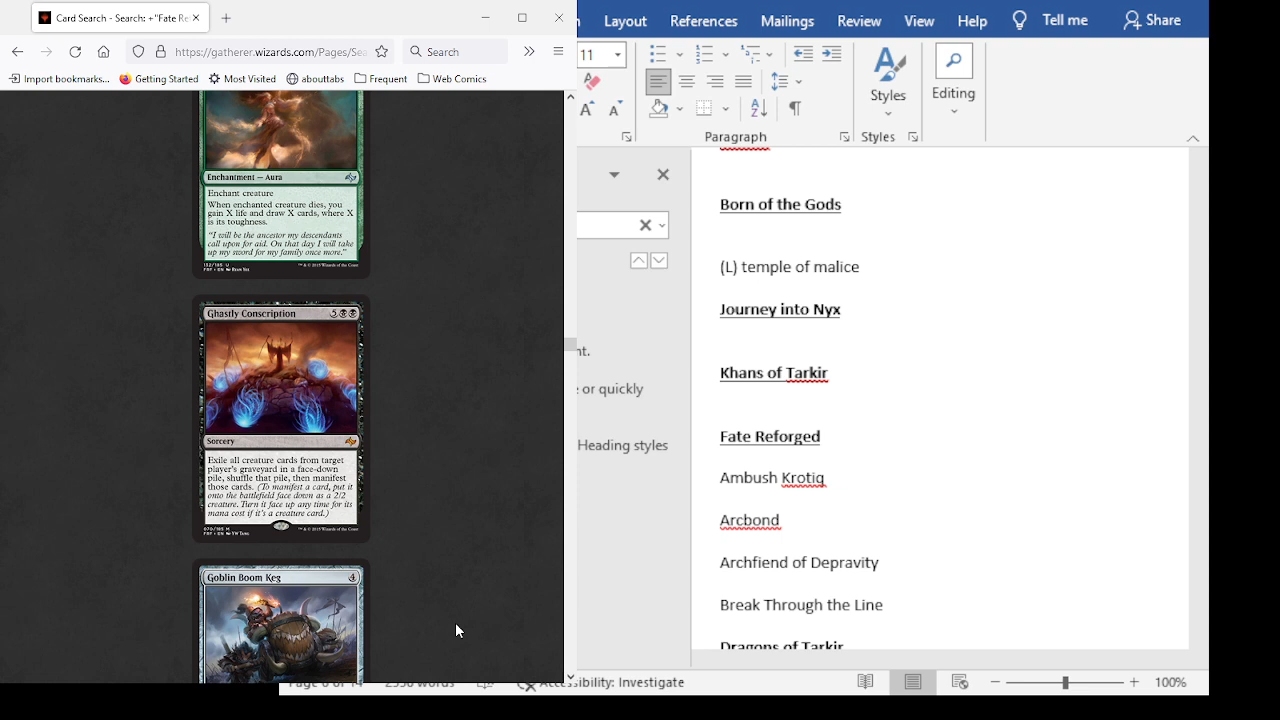 Card Search - Search: +"Fate Re
https://gatherer.wizards.com/Pages/Sea
Search
Import bookmarks...
Getting Started
Most Visited
abouttabs
Frequent
Web Comics
Enchantment — Aura
Enchant creature
When enchanted creature dies, you
gain X life and draw X cards, where X
is its toughness.
"I will be the ancestor my descendants
call upon for aid. On that day I will take
up my sword for my family once more."
Ghastly Conscription
5
Sorcery
Exile all creature cards from target
player's graveyard in a face-down
pile, shuffle that pile, then manifest
those cards. (To manifest a card, put it
onto the battlefield face down as a 2/2
creature. Turn it face up any time for its
mana cost if it's a creature card.)
070/185 M
Goblin Boom Keg
4
Layout
References
Mailings
Review
View
Help
Tell me
Share
11
Styles
Editing
Paragraph
Styles
nt.
or quickly
Heading styles
Born of the Gods
(L) temple of malice
Journey into Nyx
Khans of Tarkir
Fate Reforged
Ambush Krotiq
Arcbond
Archfiend of Depravity
Break Through the Line
Dragons of Tarkir
Accessibility: Investigate
100%